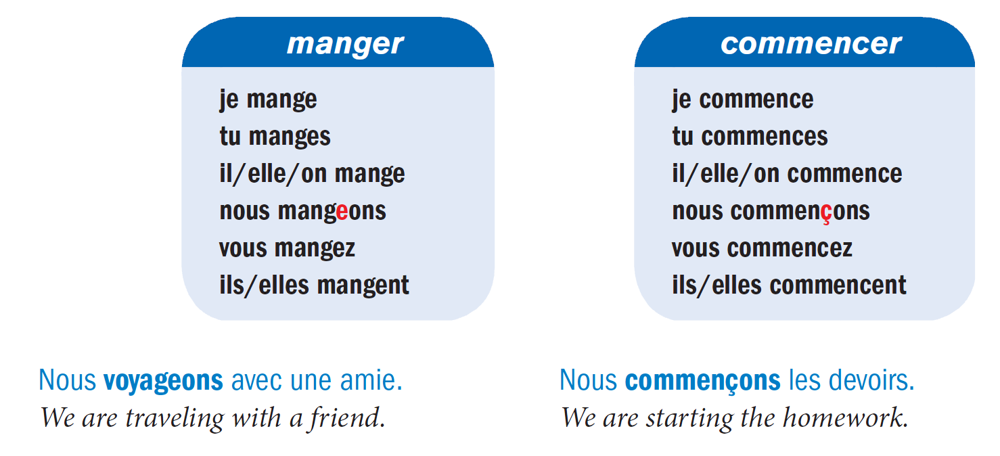 manger
je mange
tu manges
il/elle/on mange
nous mangeons
vous mangez
ils/elles mangent
commencer
je commence
tu commences
il/elle/on commence
nous commençons
vous commencez
ils/elles commencent
Nous voyageons avec une amie.
We are traveling with a friend.
Nous commençons les devoirs.
We are starting the homework.